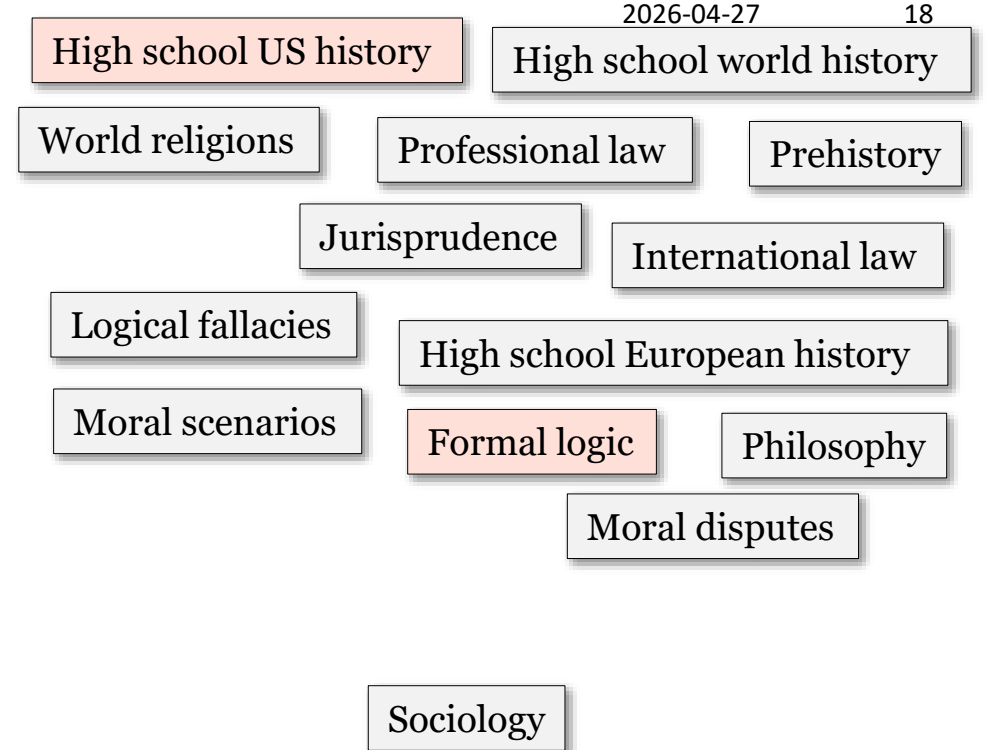 2026-04-27 18
High school US history
High school world history
World religions
Professional law
Prehistory
Jurisprudence
International law
Logical fallacies
High school European history
Moral scenarios
Formal logic
Philosophy
Moral disputes
Sociology